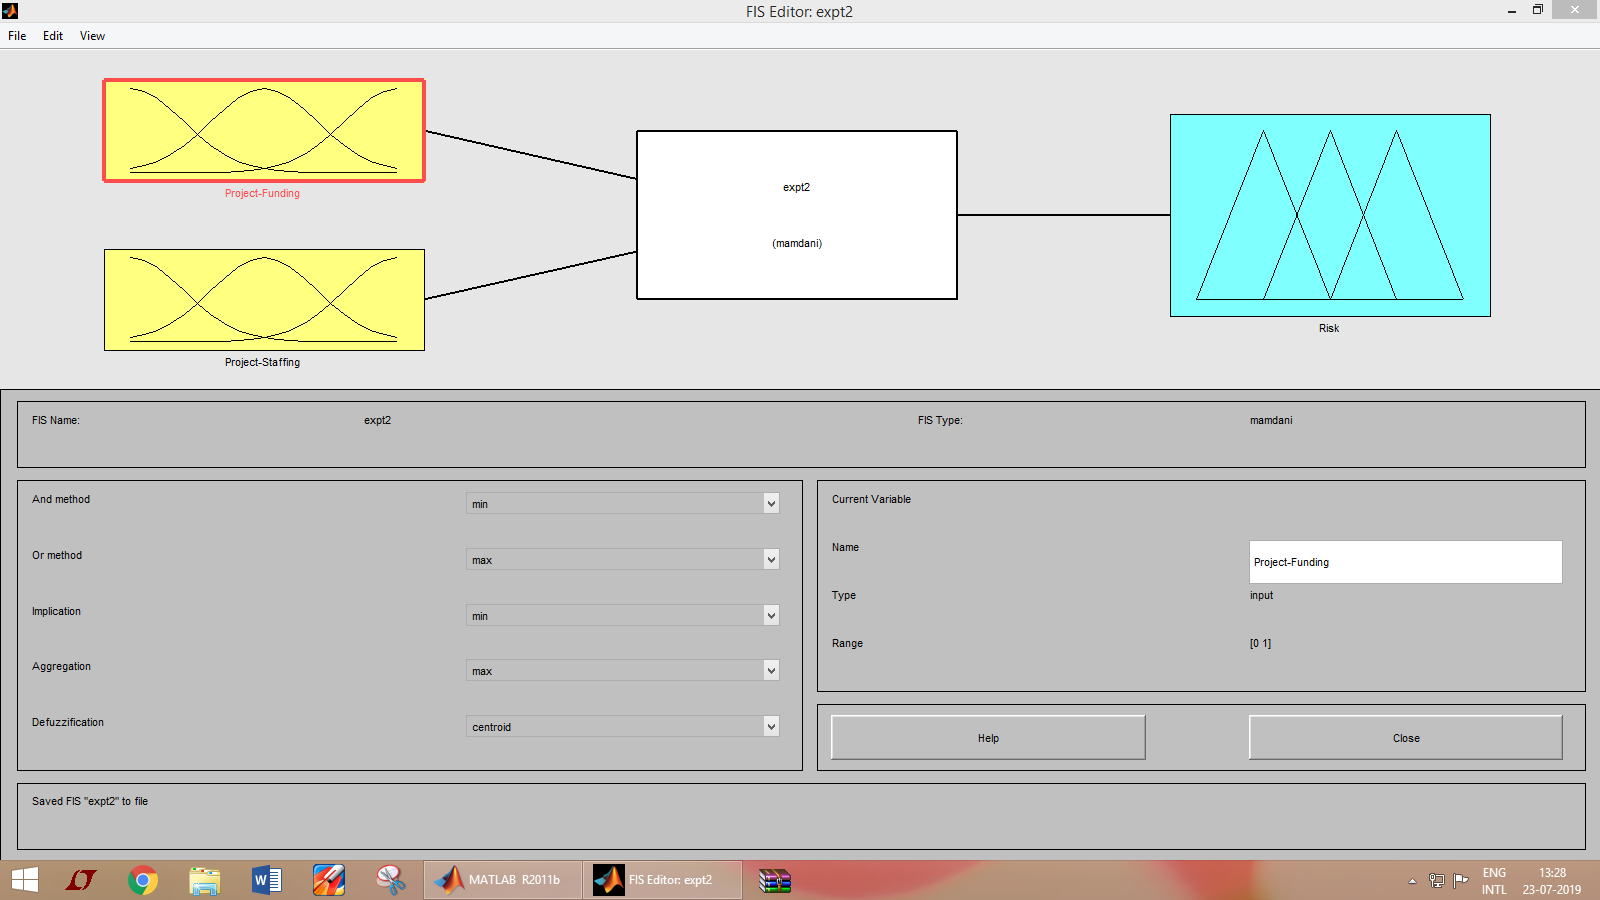 FIS Editor: expt2
File Edit View
Project-Funding
expt2
(mamdani)
Risk
Project-Staffing
FIS Name: expt2 FIS Type: mamdani
And method min
Or method max
Implication min
Aggregation max
Defuzzification centroid
Current Variable
Name Project-Funding
Type input
Range [0 1]
Help Close
Saved FIS "expt2" to file
MATLAB R2011b
FIS Editor: expt2
ENG
INTL
13:28
23-07-2019